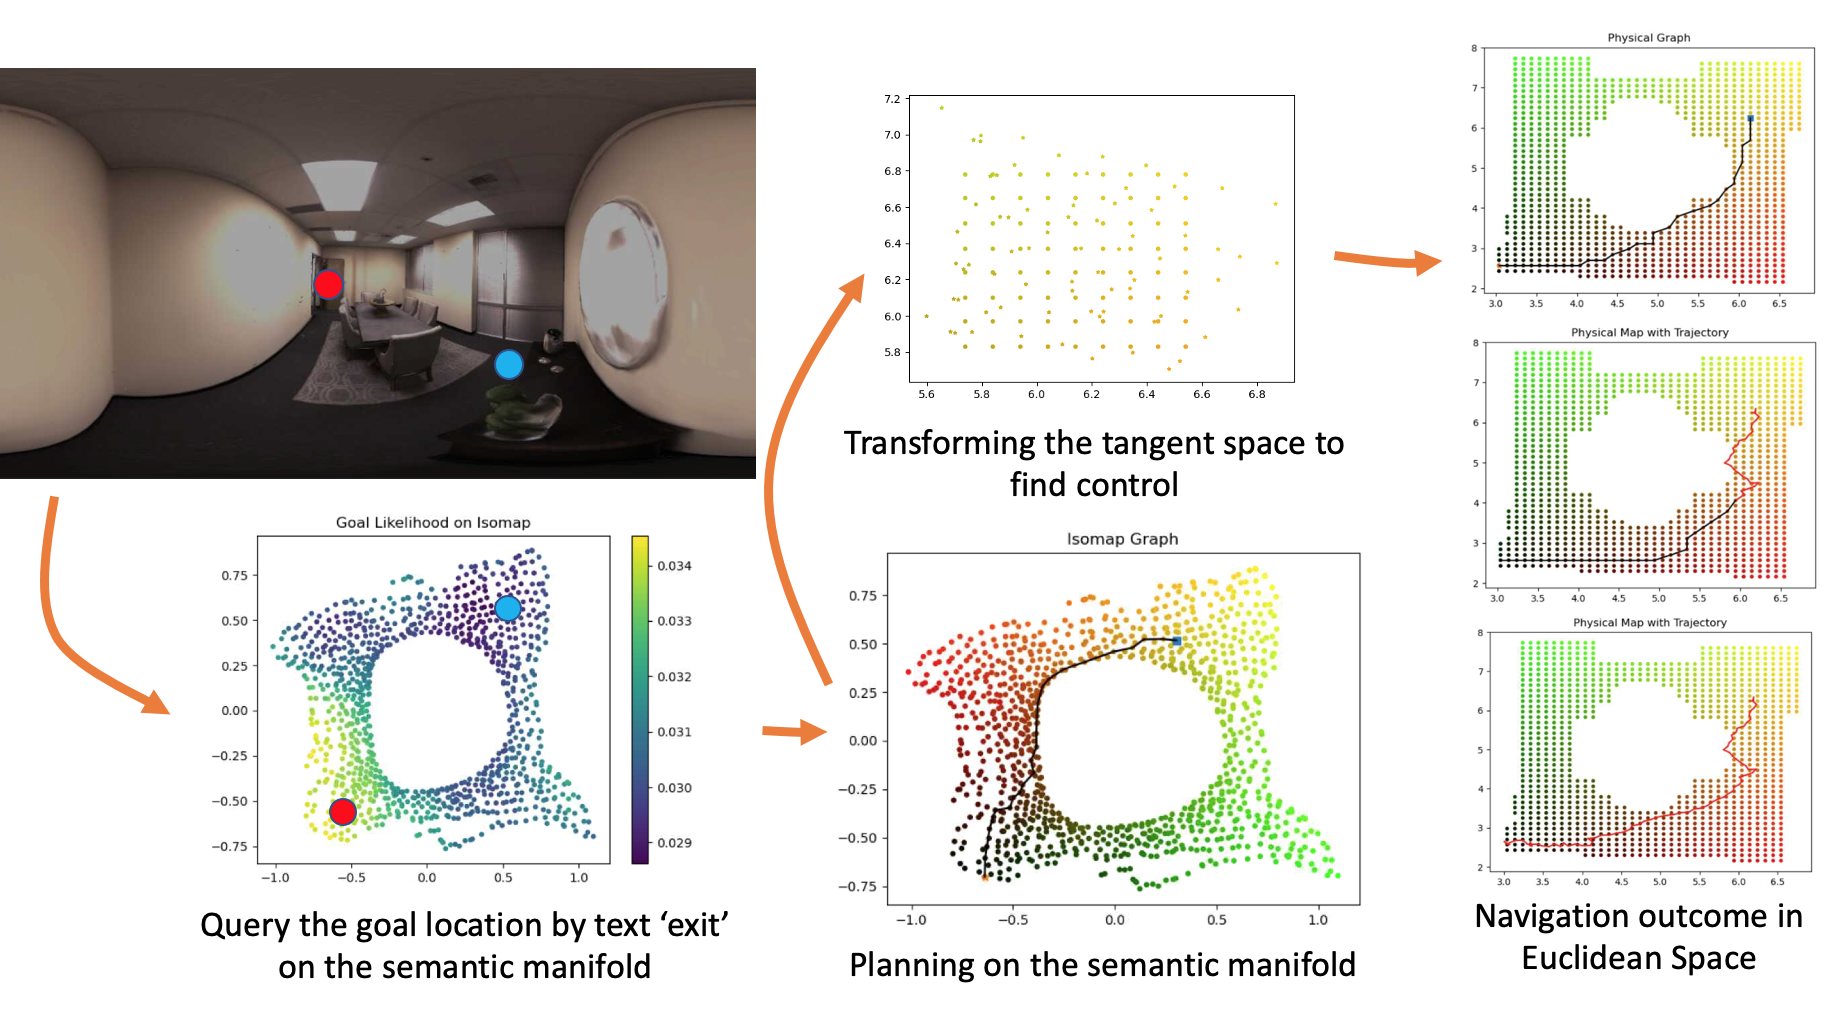 Goal Likelihood on Isomap
0.75
0.50
0.25
0.00
−0.25
−0.50
−0.75
−1.0 −0.5 0.0 0.5 1.0
0.034
0.033
0.032
0.031
0.030
0.029
Query the goal location by text ‘exit’
on the semantic manifold
7.2
7.0
6.8
6.6
6.4
6.2
6.0
5.8
5.6 5.8 6.0 6.2 6.4 6.6 6.8
Transforming the tangent space to
find control
Isomap Graph
0.75
0.50
0.25
0.00
−0.25
−0.50
−0.75
−1.0 −0.5 0.0 0.5 1.0
Planning on the semantic manifold
Physical Graph
8
7
6
5
4
3
2
3.0 3.5 4.0 4.5 5.0 5.5 6.0 6.5
Physical Map with Trajectory
8
7
6
5
4
3
2
3.0 3.5 4.0 4.5 5.0 5.5 6.0 6.5
Physical Map with Trajectory
8
7
6
5
4
3
2
3.0 3.5 4.0 4.5 5.0 5.5 6.0 6.5
Navigation outcome in
Euclidean Space